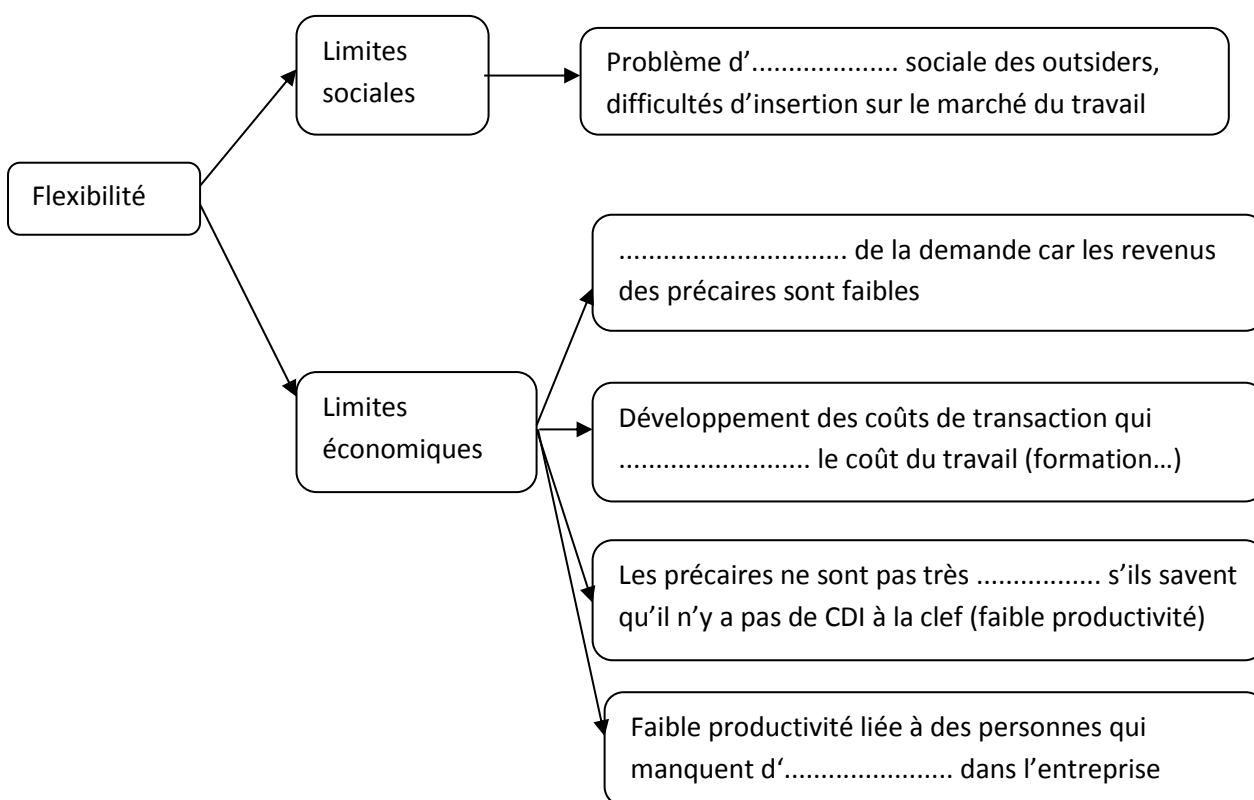 Limites
sociales
Problème d’.................... sociale des outsiders,
difficultés d’insertion sur le marché du travail
Flexibilité
............................... de la demande car les revenus
des précaires sont faibles
Limites
économiques
Développement des coûts de transaction qui
.......................... le coût du travail (formation…)
Les précaires ne sont pas très ................. s’ils savent
qu’il n’y a pas de CDI à la clef (faible productivité)
Faible productivité liée à des personnes qui
manquent d‘....................... dans l’entreprise